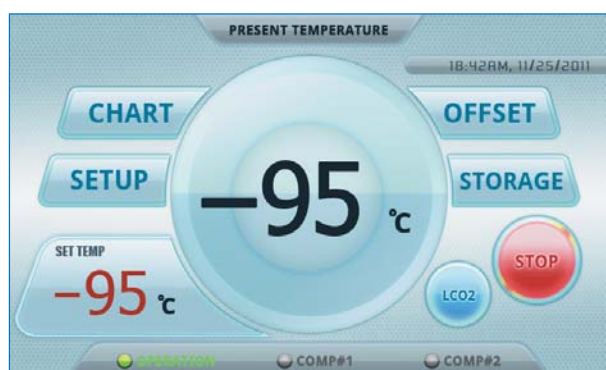 PRESENT TEMPERATURE
18:42AM, 11/25/2011
CHART
OFFSET
SETUP
STORAGE
-95 °C
SET TEMP
-95 °C
STOP
LCO2
OPERATION
COMP#1
COMP#2